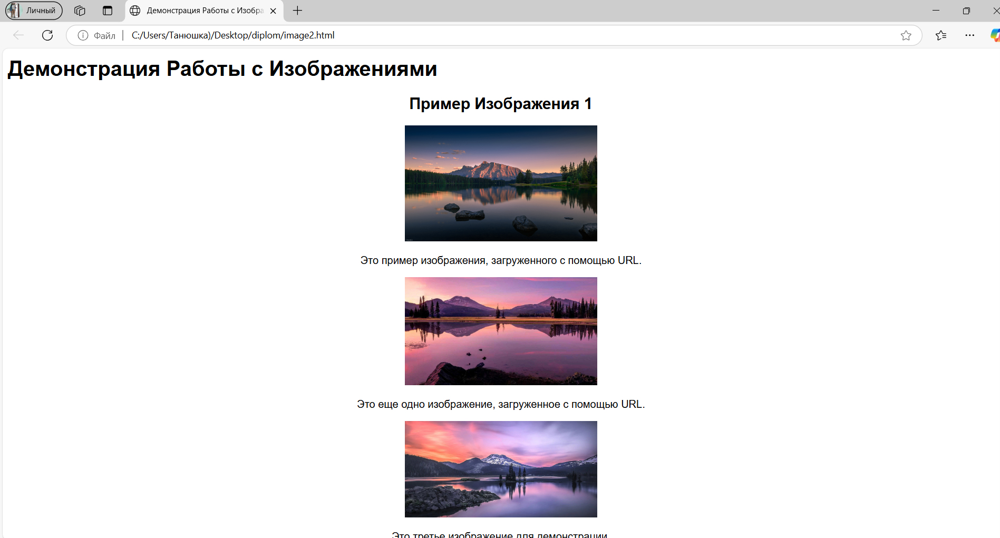 Личный
Демонстрация Работы с Изобра
Файл
C:/Users/Танюшка)/Desktop/diplom/image2.html
Демонстрация Работы с Изображениями
Пример Изображения 1
Это пример изображения, загруженного с помощью URL.
Это еще одно изображение, загруженное с помощью URL.
Это третье изображение для демонстрации